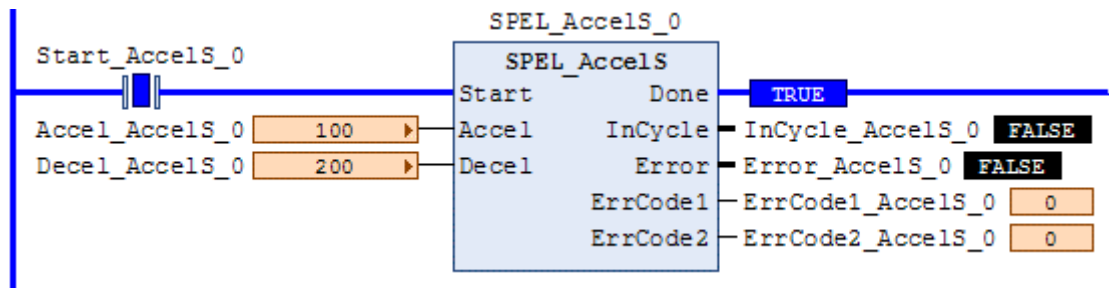 SPEL_AccelS_0
Start_AccelS_0
SPEL_AccelS
Start Done TRUE
Accel_AccelS_0 100 Accel InCycle InCycle_AccelS_0 FALSE
Decel_AccelS_0 200 Decel Error Error_AccelS_0 FALSE
ErrCode1 ErrCode1_AccelS_0 0
ErrCode2 ErrCode2_AccelS_0 0